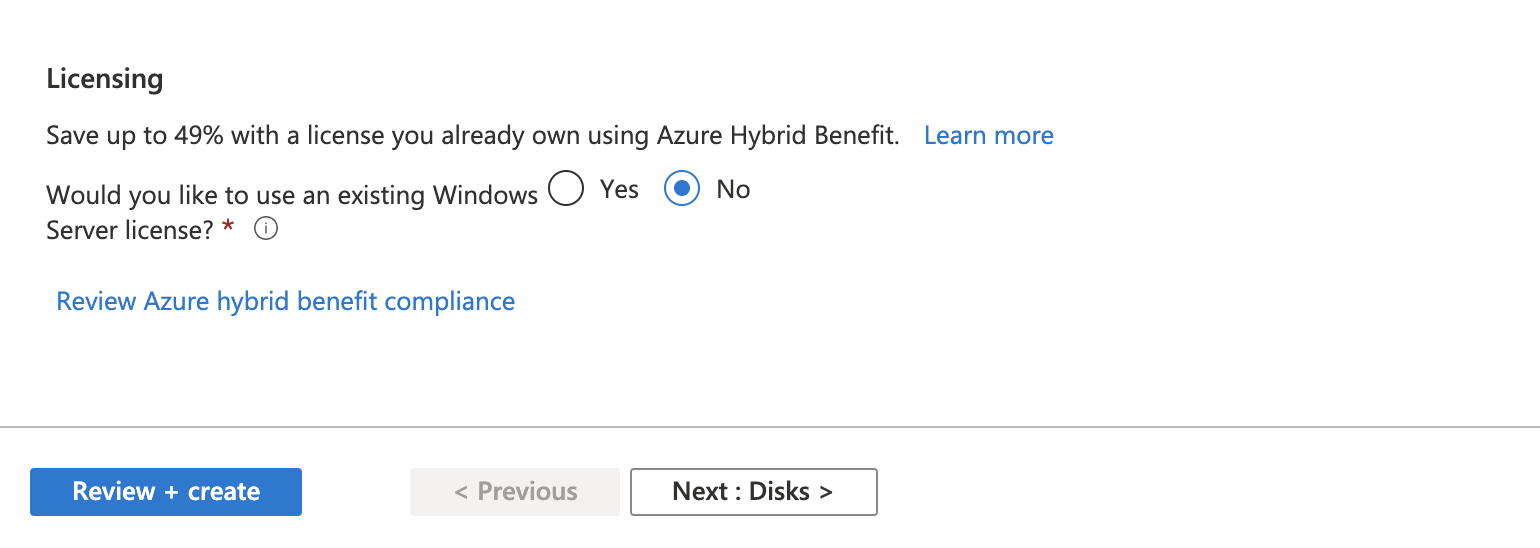 Licensing
Save up to 49% with a license you already own using Azure Hybrid Benefit. Learn more
Would you like to use an existing Windows Yes No
Server license? * i
Review Azure hybrid benefit compliance
Review + create < Previous Next : Disks >